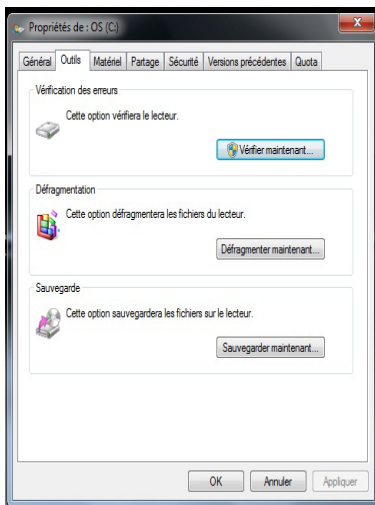 Propriétés de : OS (C:)
Général Outils Matériel Partage Sécurité Versions précédentes Quota
Vérification des erreurs
Cette option vérifiera le lecteur.
Vérifier maintenant...
Défragmentation
Cette option défragmentera les fichiers du lecteur.
Défragmenter maintenant...
Sauvegarde
Cette option sauvegardera les fichiers sur le lecteur.
Sauvegarder maintenant...
OK Annuler Appliquer